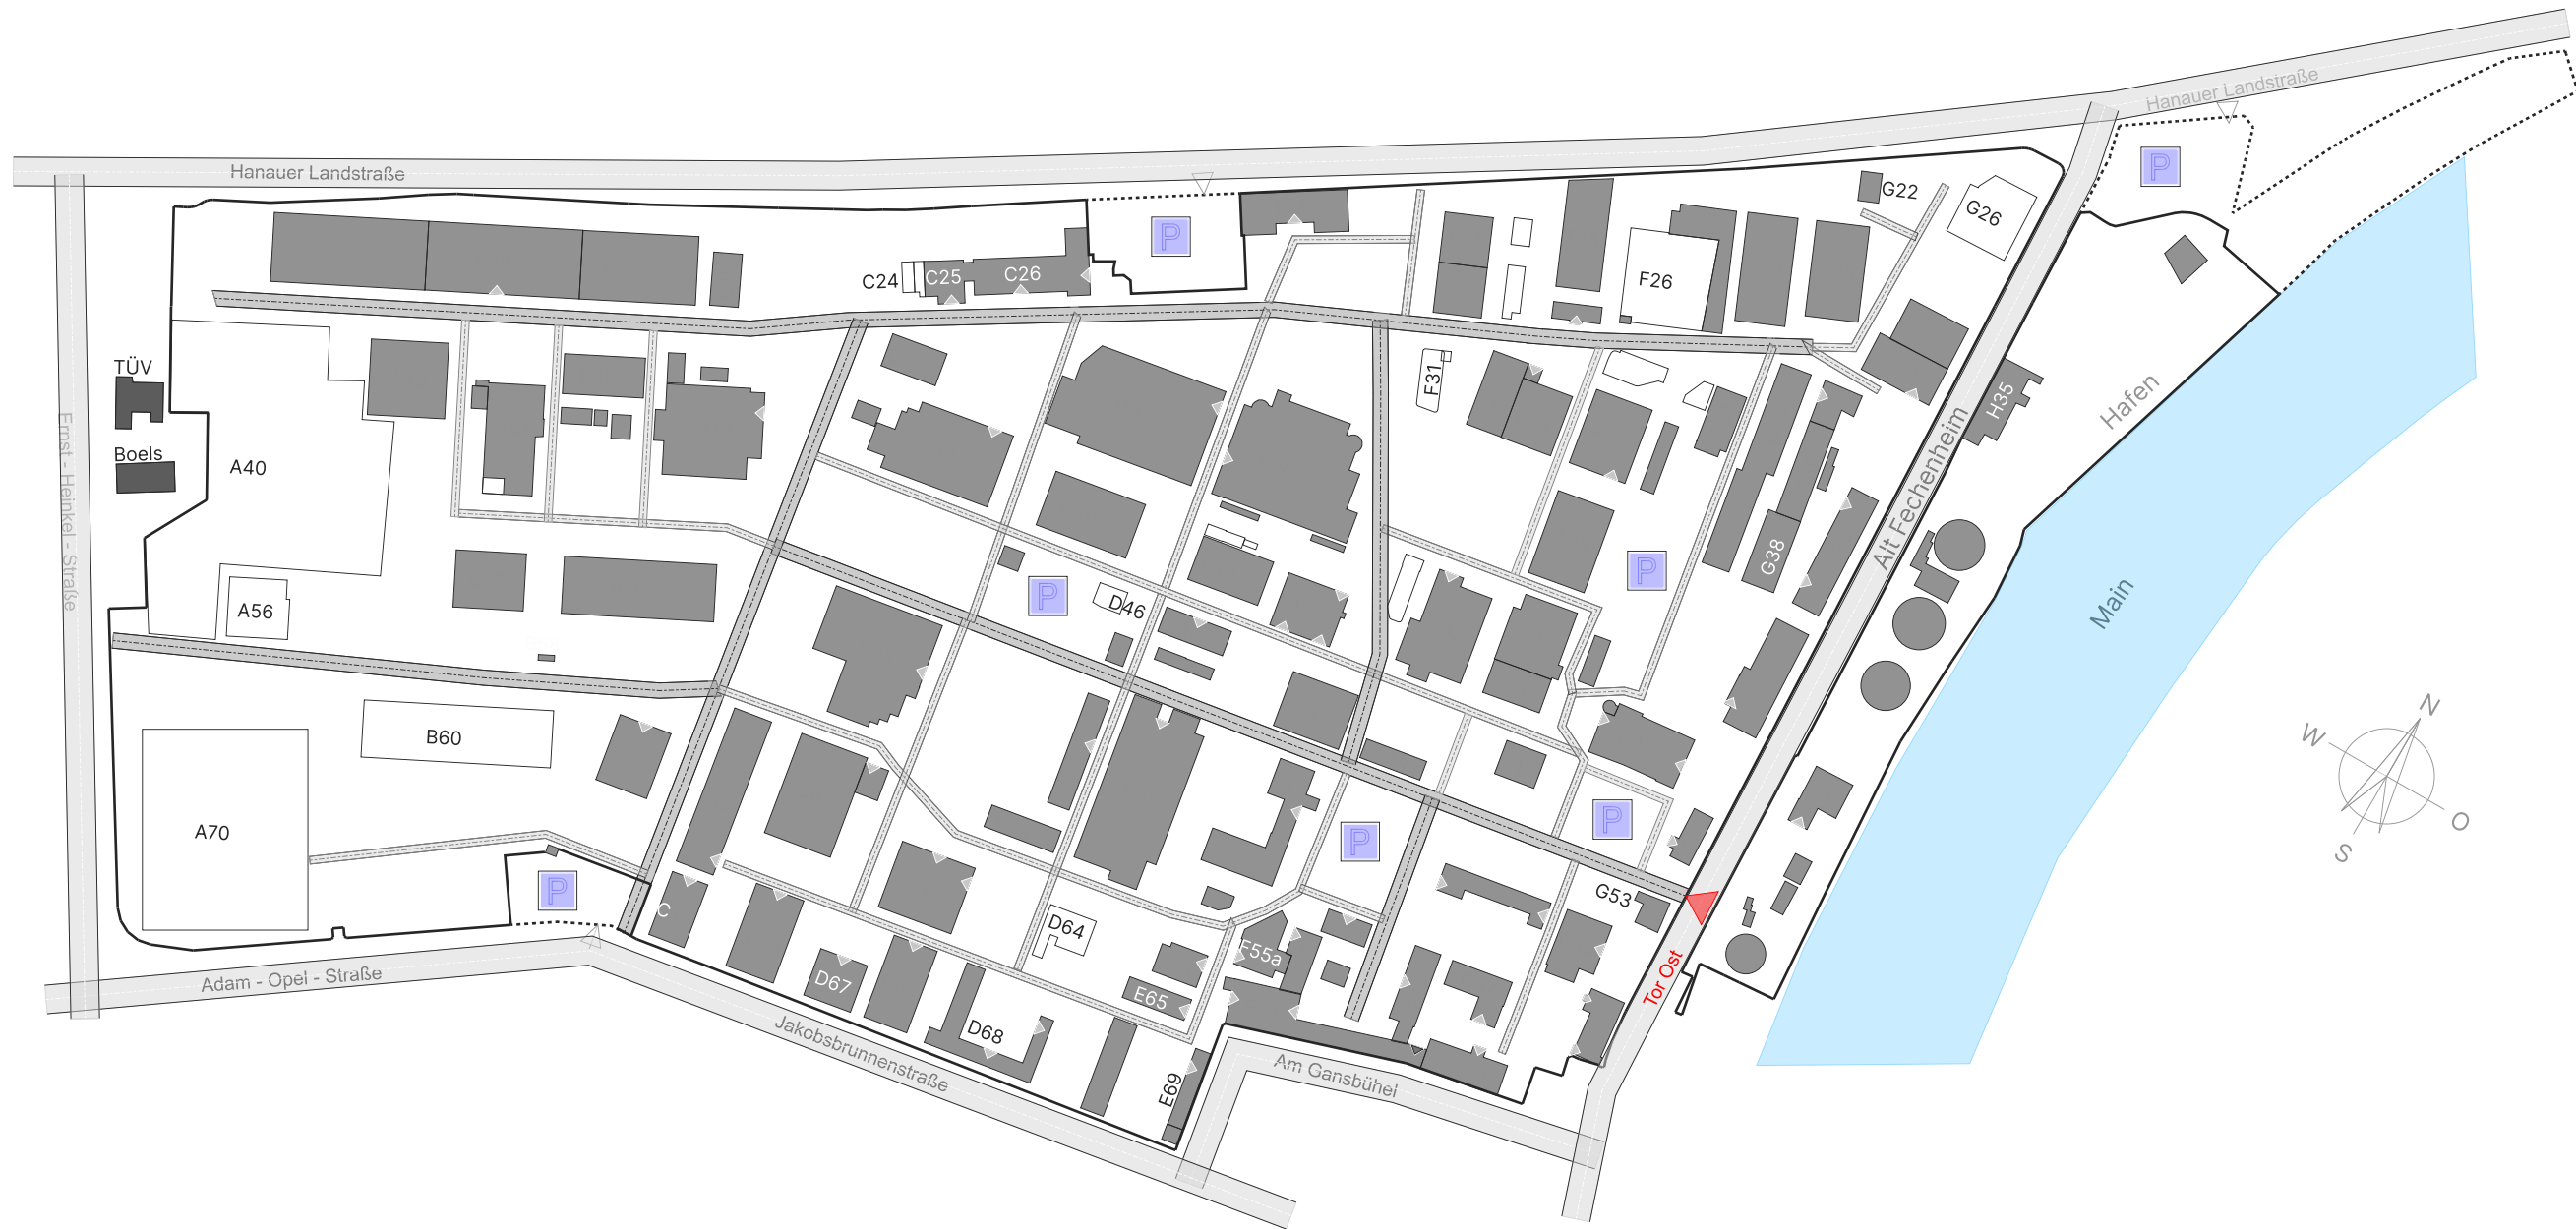 Hanauer Landstraße
Hanauer Landstraße
P
P
G22
G26
C24
C25
C26
F26
TÜV
F31
H35
Hafen
Boels
A40
Ernst - Heinkel - Straße
Alt Fechenheim
G38
P
P
D46
Main
A56
N
W
O
S
B60
A70
P
P
P
C
G53
D64
F55a
Tor Ost
Adam - Opel - Straße
D67
E65
D68
Jakobsbrunnenstraße
E69
Am Gansbühel